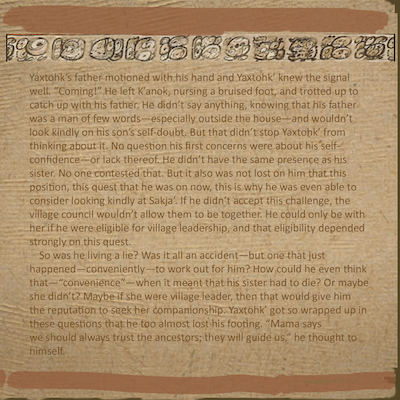 Yaxtohk's father motioned with his hand and Yaxtohk' knew the signal
well. "Coming!" He left K'anok, nursing a bruised foot, and trotted up to
catch up with his father. He didn't say anything, knowing that his father
was a man of few words—especially outside the house—and wouldn't
look kindly on his son's self-doubt. But that didn't stop Yaxtohk' from
thinking about it. No question his first concerns were about his self-
confidence—or lack thereof. He didn't have the same presence as his
sister. No one contested that. But it also was not lost on him that this
position, this quest that he was on now, this is why he was even able to
consider looking kindly at Sakja'. If he didn't accept this challenge, the
village council wouldn't allow them to be together. He could only be with
her if he were eligible for village leadership, and that eligibility depended
strongly on this quest.
So was he living a lie? Was it all an accident—but one that just
happened—conveniently—to work out for him? How could he even think
that—"convenience"—when it meant that his sister had to die? Or maybe
she didn't? Maybe if she were village leader, then that would give him
the reputation to seek her companionship. Yaxtohk' got so wrapped up in
these questions that he too almost lost his footing. "Mama says
we should always trust the ancestors; they will guide us," he thought to
himself.